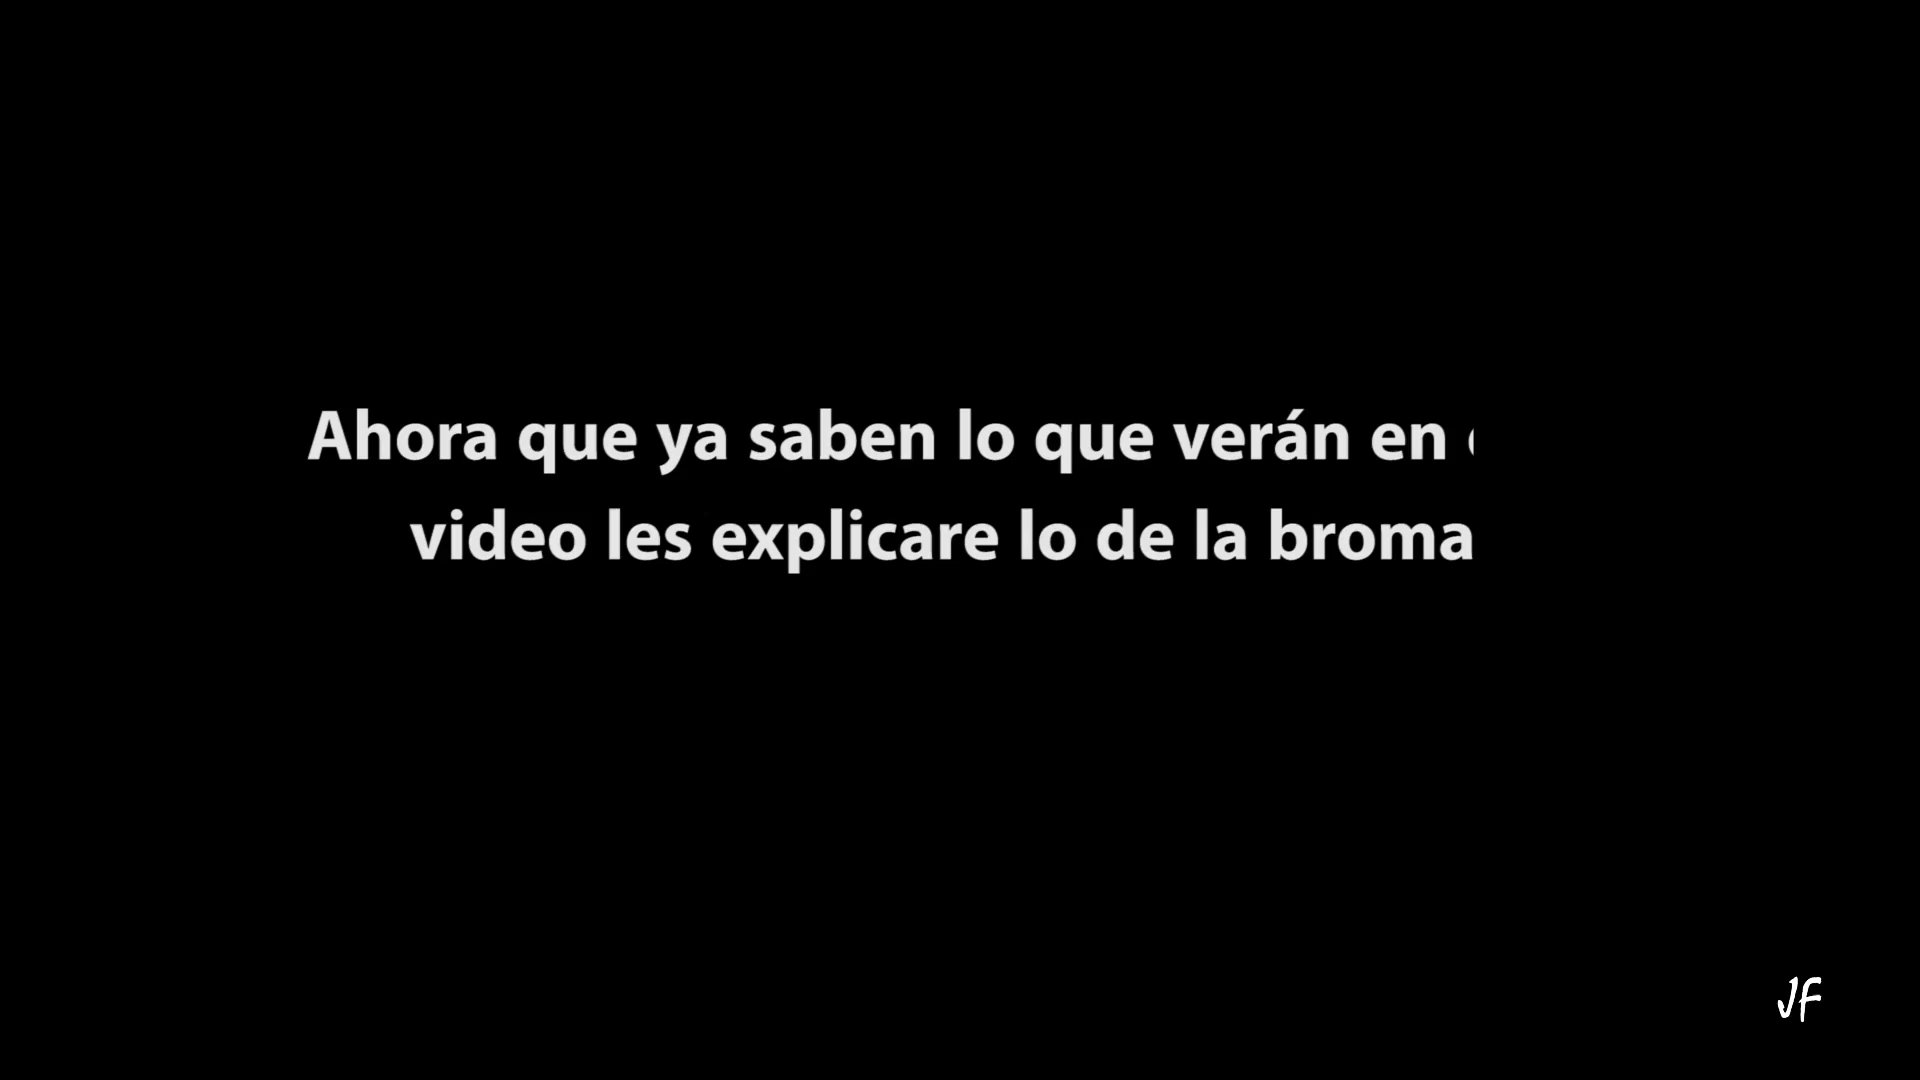 Ahora que ya saben lo que verán en
video les explicare lo de la broma
JF